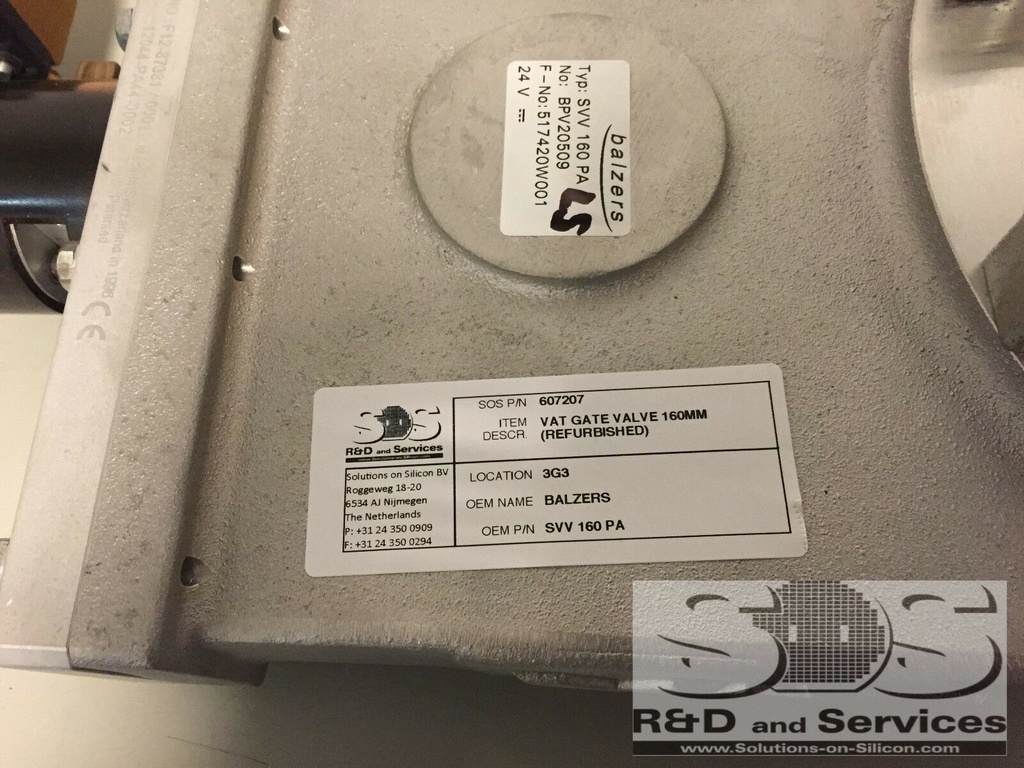 balzers
Typ: SVV 160 PA
No: BPV20509
F-No: 517420W001
24 V
LS
CE
SOS
R&D and Services
Solutions on Silicon BV
Roggeweg 18-20
6534 AJ Nijmegen
The Netherlands
P: +31 24 350 0909
F: +31 24 350 0294
SOS P/N 607207
ITEM DESCR. VAT GATE VALVE 160MM
(REFURBISHED)
LOCATION 3G3
OEM NAME BALZERS
OEM P/N SVV 160 PA
SOS
R&D and Services
www.Solutions-on-Silicon.com